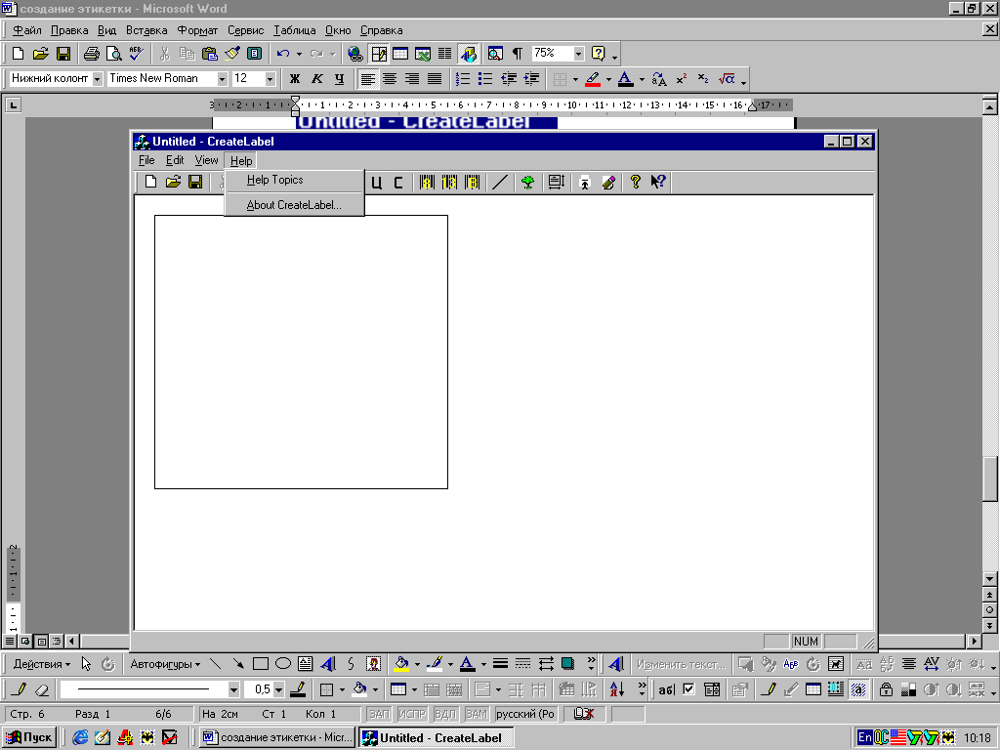 создание этикетки - Microsoft Word
Файл Правка Вид Вставка Формат Сервис Таблица Окно Справка
75%
Нижний колонт Times New Roman 12 Ж К Ч
3 2 1 1 2 3 4 5 6 7 8 9 10 11 12 13 14 15 16 17
Untitled - CreateLabel
Untitled - CreateLabel
File Edit View Help
Ц С
Help Topics
About CreateLabel...
NUM
Действия Автофигуры Изменить текст...
0,5 аб
Стр. 6 Разд 1 6/6 На 2см Ст 1 Кол 1 ЗАП ИСПР ВДЛ ЗАМ русский (Ро
Пуск создание этикетки - Micr... Untitled - CreateLabel En 10:18